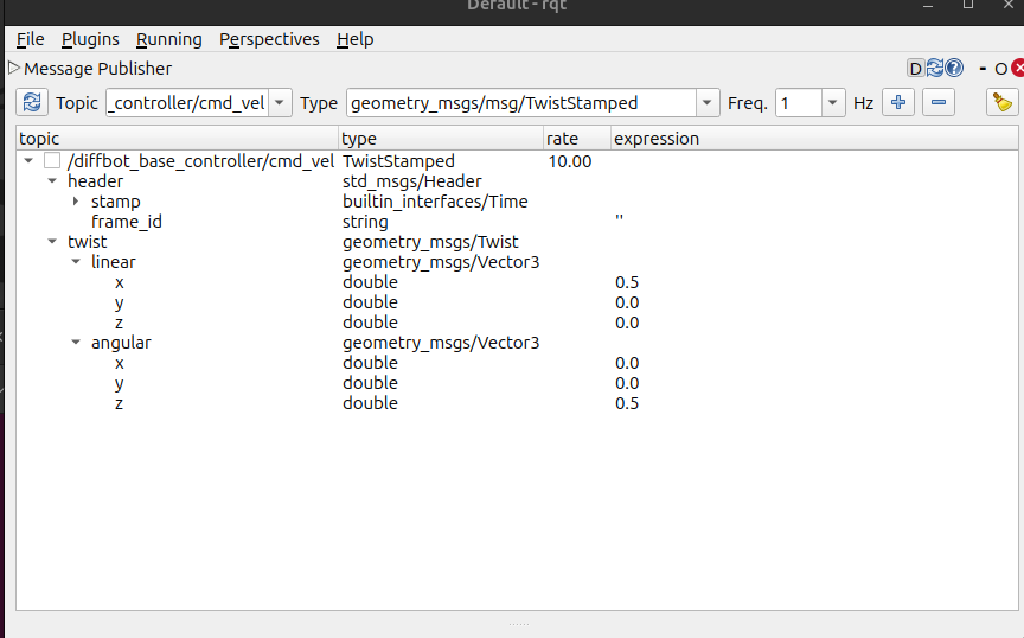 Default - rqt
File Plugins Running Perspectives Help
Message Publisher D ? - O
Topic _controller/cmd_vel Type geometry_msgs/msg/TwistStamped Freq. 1 Hz
topic type rate expression
/diffbot_base_controller/cmd_vel TwistStamped 10.00
header std_msgs/Header
stamp builtin_interfaces/Time
frame_id string ''
twist geometry_msgs/Twist
linear geometry_msgs/Vector3
x double 0.5
y double 0.0
z double 0.0
angular geometry_msgs/Vector3
x double 0.0
y double 0.0
z double 0.5